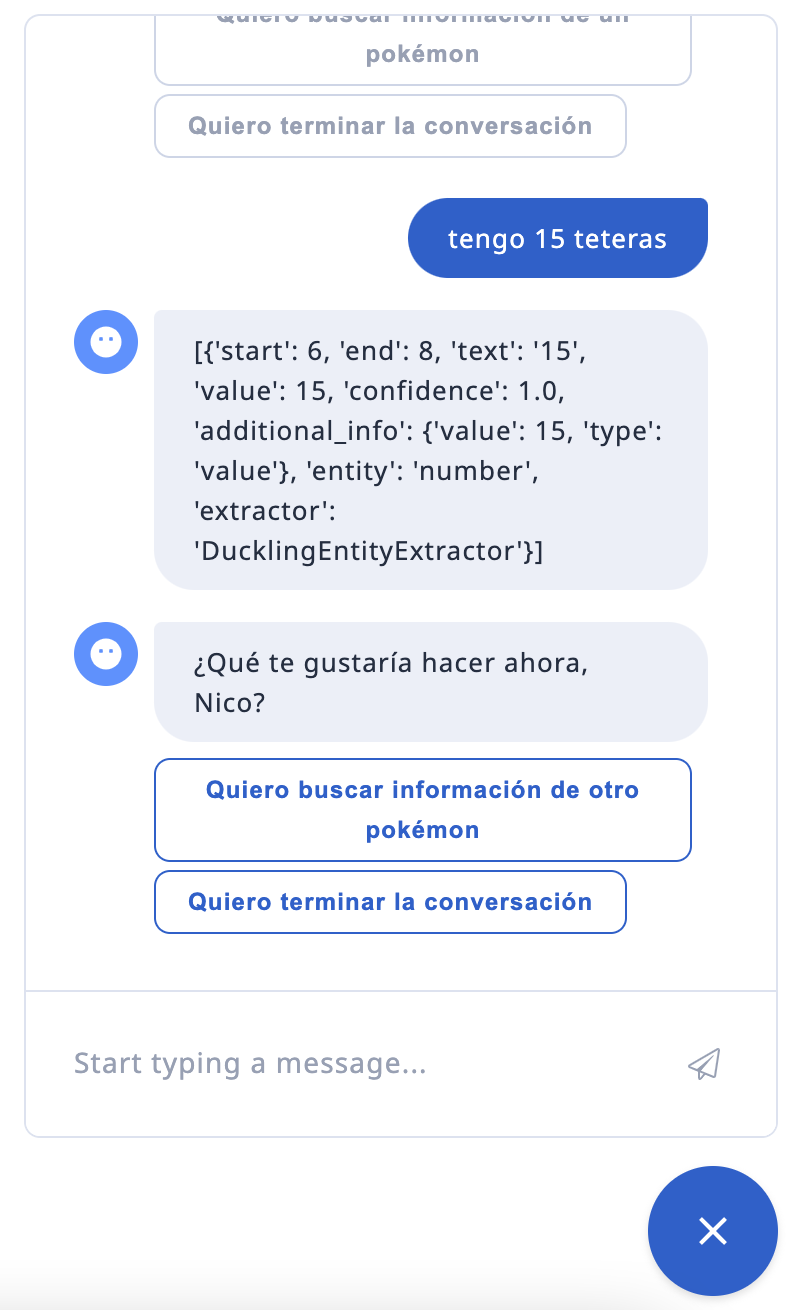 Quiero buscar información de un
pokémon
Quiero terminar la conversación
tengo 15 teteras
[{'start': 6, 'end': 8, 'text': '15',
'value': 15, 'confidence': 1.0,
'additional_info': {'value': 15, 'type':
'value'}, 'entity': 'number',
'extractor':
'DucklingEntityExtractor'}]
¿Qué te gustaría hacer ahora,
Nico?
Quiero buscar información de otro
pokémon
Quiero terminar la conversación
Start typing a message...